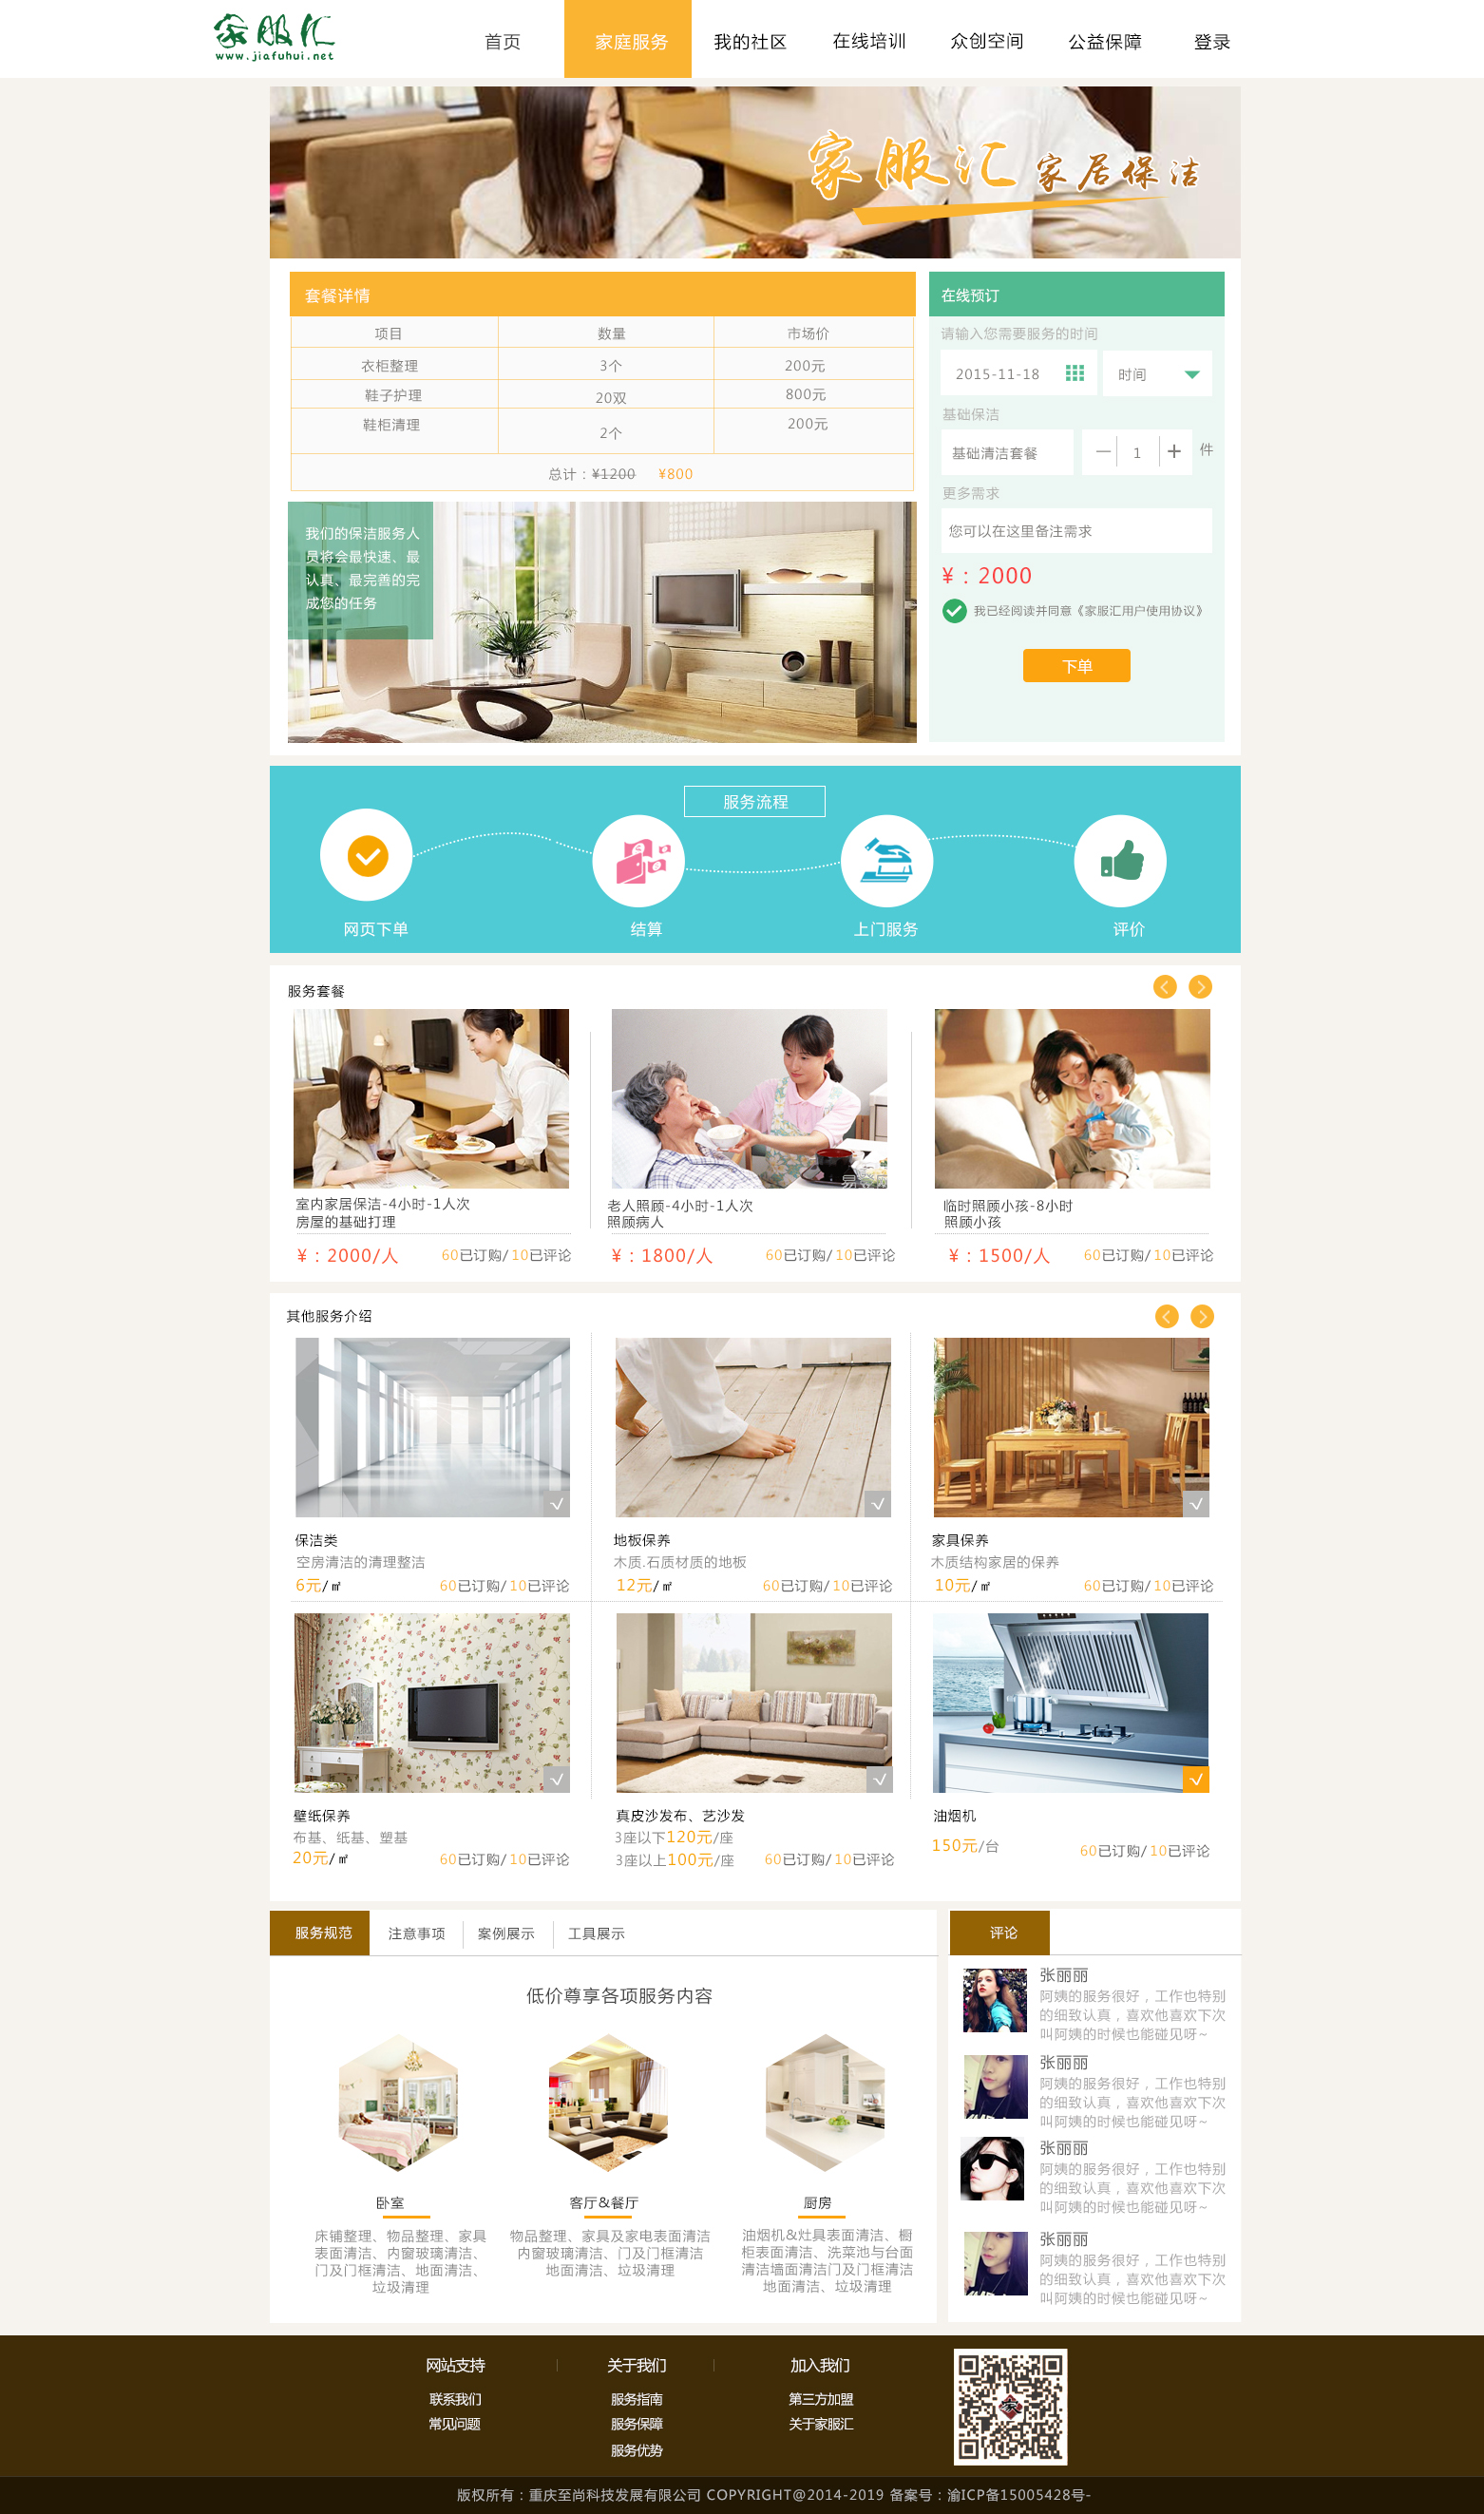 家服汇
www.jiafuhui.net
首页 家庭服务 我的社区 在线培训 众创空间 公益保障 登录
家服汇 家居保洁
套餐详情
项目 数量 市场价
衣柜整理 3个 200元
鞋子护理 20双 800元
鞋柜清理 2个 200元
总计：¥1200 ¥800
我们的保洁服务人
员将会最快速、最
认真、最完善的完
成您的任务
在线预订
请输入您需要服务的时间
2015-11-18 时间
基础保洁
基础清洁套餐 — 1 + 件
更多需求
您可以在这里备注需求
¥：2000
我已经阅读并同意《家服汇用户使用协议》
下单
服务流程
网页下单 结算 上门服务 评价
服务套餐
室内家居保洁-4小时-1人次
房屋的基础打理
¥：2000/人 60已订购/10已评论
老人照顾-4小时-1人次
照顾病人
¥：1800/人 60已订购/10已评论
临时照顾小孩-8小时
照顾小孩
¥：1500/人 60已订购/10已评论
其他服务介绍
保洁类
空房清洁的清理整洁
6元/㎡ 60已订购/10已评论
地板保养
木质.石质材质的地板
12元/㎡ 60已订购/10已评论
家具保养
木质结构家居的保养
10元/㎡ 60已订购/10已评论
壁纸保养
布基、纸基、塑基
20元/㎡ 60已订购/10已评论
真皮沙发布、艺沙发
3座以下120元/座
3座以上100元/座 60已订购/10已评论
油烟机
150元/台 60已订购/10已评论
服务规范 注意事项 案例展示 工具展示
低价尊享各项服务内容
卧室
床铺整理、物品整理、家具
表面清洁、内窗玻璃清洁、
门及门框清洁、地面清洁、
垃圾清理
客厅&餐厅
物品整理、家具及家电表面清洁
内窗玻璃清洁、门及门框清洁
地面清洁、垃圾清理
厨房
油烟机&灶具表面清洁、橱
柜表面清洁、洗菜池与台面
清洁墙面清洁门及门框清洁
地面清洁、垃圾清理
评论
张丽丽
阿姨的服务很好，工作也特别
的细致认真，喜欢他喜欢下次
叫阿姨的时候也能碰见呀~
张丽丽
阿姨的服务很好，工作也特别
的细致认真，喜欢他喜欢下次
叫阿姨的时候也能碰见呀~
张丽丽
阿姨的服务很好，工作也特别
的细致认真，喜欢他喜欢下次
叫阿姨的时候也能碰见呀~
张丽丽
阿姨的服务很好，工作也特别
的细致认真，喜欢他喜欢下次
叫阿姨的时候也能碰见呀~
网站支持 关于我们 加入我们
联系我们 服务指南 第三方加盟
常见问题 服务保障 关于家服汇
服务优势
家
版权所有：重庆至尚科技发展有限公司 COPYRIGHT@2014-2019 备案号：渝ICP备15005428号-